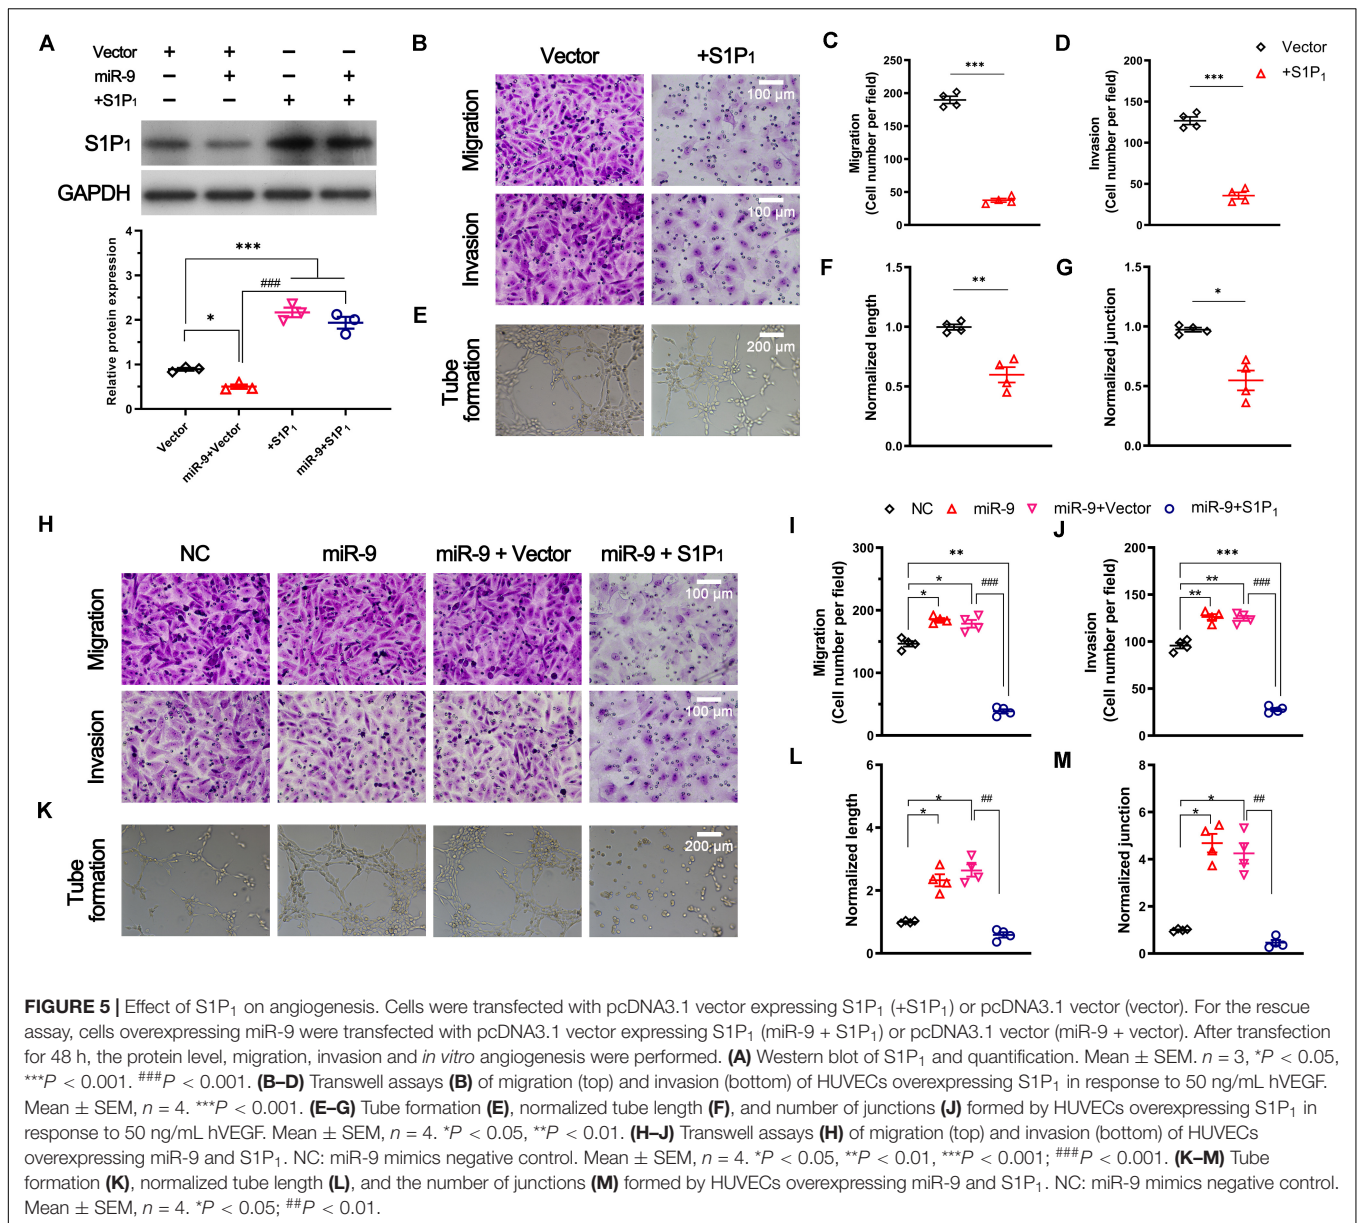 A
Vector + + − −
miR-9 − + − +
+S1P1 − − + +
S1P1
GAPDH
Relative protein expression
4
3
2
1
0
***
###
*
Vector
miR-9+Vector
+S1P1
miR-9+S1P1
B
Vector +S1P1
Migration
100 µm
Invasion
100 µm
E
Tube formation
200 µm
C
Migration
(Cell number per field)
250
200
150
100
50
0
***
D
Invasion
(Cell number per field)
200
150
100
50
0
***
Vector
+S1P1
F
Normalized length
1.5
1.0
0.5
0.0
**
G
Normalized junction
1.5
1.0
0.5
0.0
*
H
NC miR-9 miR-9 + Vector miR-9 + S1P1
Migration
100 µm
Invasion
100 µm
K
Tube formation
200 µm
NC miR-9 miR-9+Vector miR-9+S1P1
I
Migration
(Cell number per field)
300
200
100
0
**
*
*
###
J
Invasion
(Cell number per field)
200
150
100
50
0
***
**
**
###
L
Normalized length
6
4
2
0
*
*
##
M
Normalized junction
8
6
4
2
0
*
*
##
FIGURE 5 | Effect of S1P1 on angiogenesis. Cells were transfected with pcDNA3.1 vector expressing S1P1 (+S1P1) or pcDNA3.1 vector (vector). For the rescue
assay, cells overexpressing miR-9 were transfected with pcDNA3.1 vector expressing S1P1 (miR-9 + S1P1) or pcDNA3.1 vector (miR-9 + vector). After transfection
for 48 h, the protein level, migration, invasion and in vitro angiogenesis were performed. (A) Western blot of S1P1 and quantification. Mean ± SEM. n = 3, *P < 0.05,
***P < 0.001. ###P < 0.001. (B–D) Transwell assays (B) of migration (top) and invasion (bottom) of HUVECs overexpressing S1P1 in response to 50 ng/mL hVEGF.
Mean ± SEM, n = 4. ***P < 0.001. (E–G) Tube formation (E), normalized tube length (F), and number of junctions (J) formed by HUVECs overexpressing S1P1 in
response to 50 ng/mL hVEGF. Mean ± SEM, n = 4. *P < 0.05, **P < 0.01. (H–J) Transwell assays (H) of migration (top) and invasion (bottom) of HUVECs
overexpressing miR-9 and S1P1. NC: miR-9 mimics negative control. Mean ± SEM, n = 4. *P < 0.05, **P < 0.01, ***P < 0.001; ###P < 0.001. (K–M) Tube
formation (K), normalized tube length (L), and the number of junctions (M) formed by HUVECs overexpressing miR-9 and S1P1. NC: miR-9 mimics negative control.
Mean ± SEM, n = 4. *P < 0.05; ##P < 0.01.